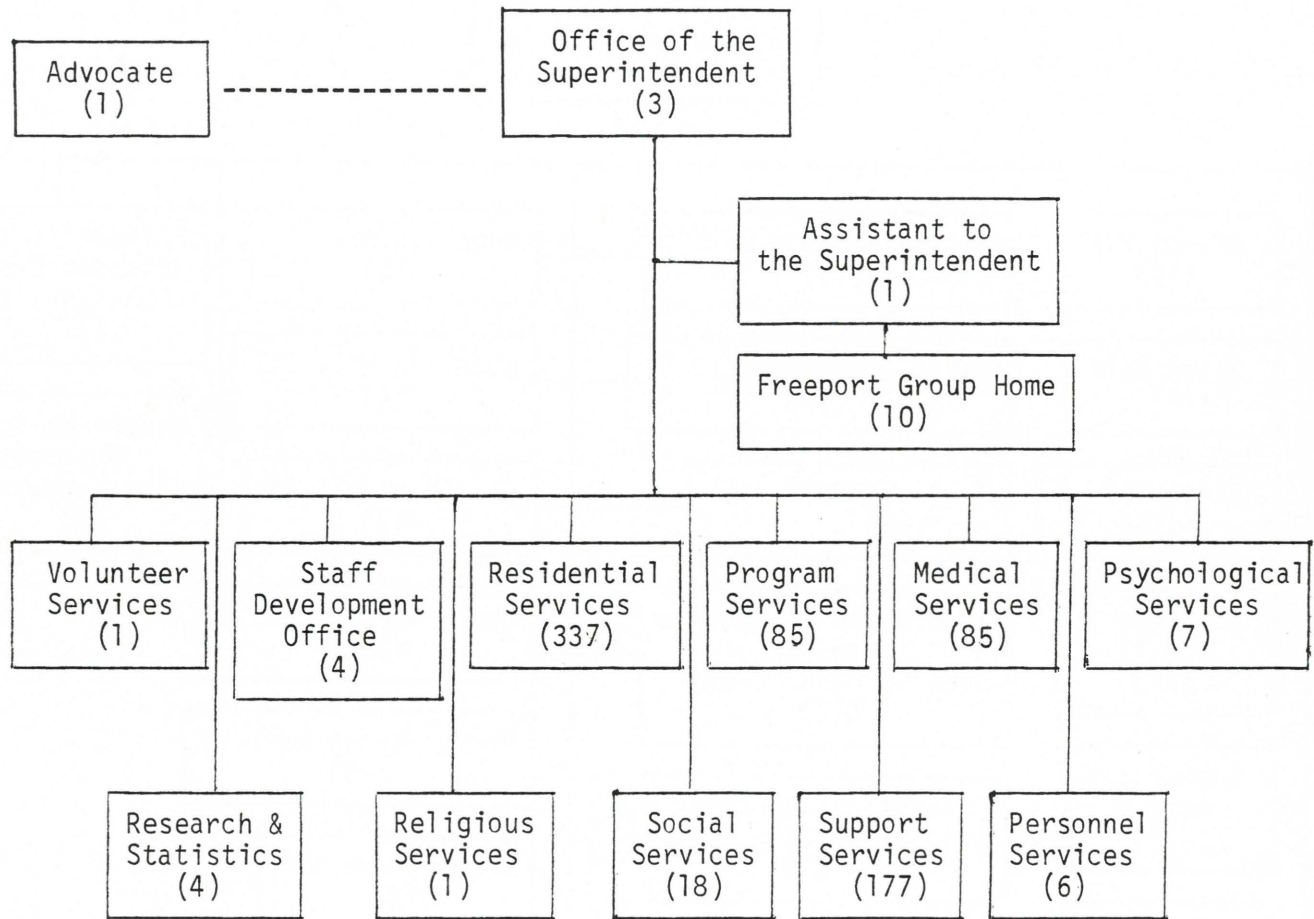 Advocate
(1)
Office of the
Superintendent
(3)
Assistant to
the Superintendent
(1)
Freeport Group Home
(10)
Volunteer
Services
(1)
Staff
Development
Office
(4)
Residential
Services
(337)
Program
Services
(85)
Medical
Services
(85)
Psychological
Services
(7)
Research &
Statistics
(4)
Religious
Services
(1)
Social
Services
(18)
Support
Services
(177)
Personnel
Services
(6)